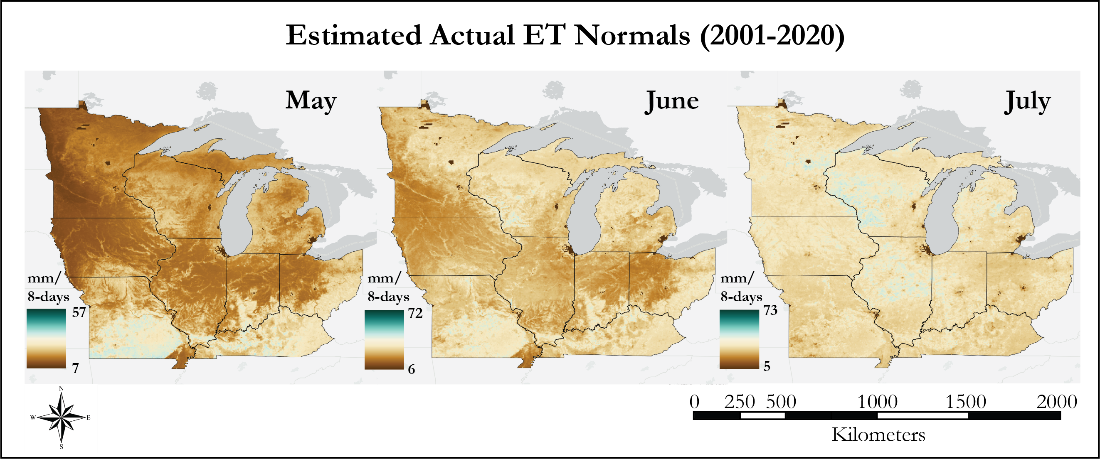 Estimated Actual ET Normals (2001-2020)
May
June
July
mm/
8-days
57
7
mm/
8-days
72
6
mm/
8-days
73
5
N
W
E
S
0 250 500 1000 1500 2000
Kilometers